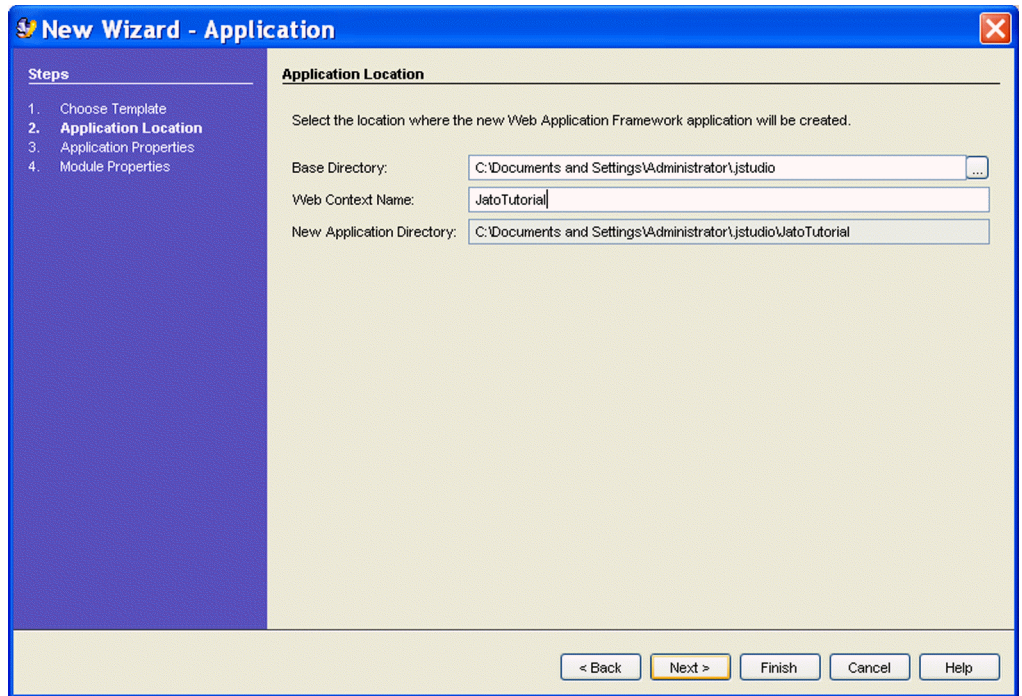 New Wizard - Application
Steps
1. Choose Template
2. Application Location
3. Application Properties
4. Module Properties
Application Location
Select the location where the new Web Application Framework application will be created.
Base Directory: C:\Documents and Settings\Administrator\.jstudio ...
Web Context Name: JatoTutorial
New Application Directory: C:\Documents and Settings\Administrator\.jstudio\JatoTutorial
< Back Next > Finish Cancel Help